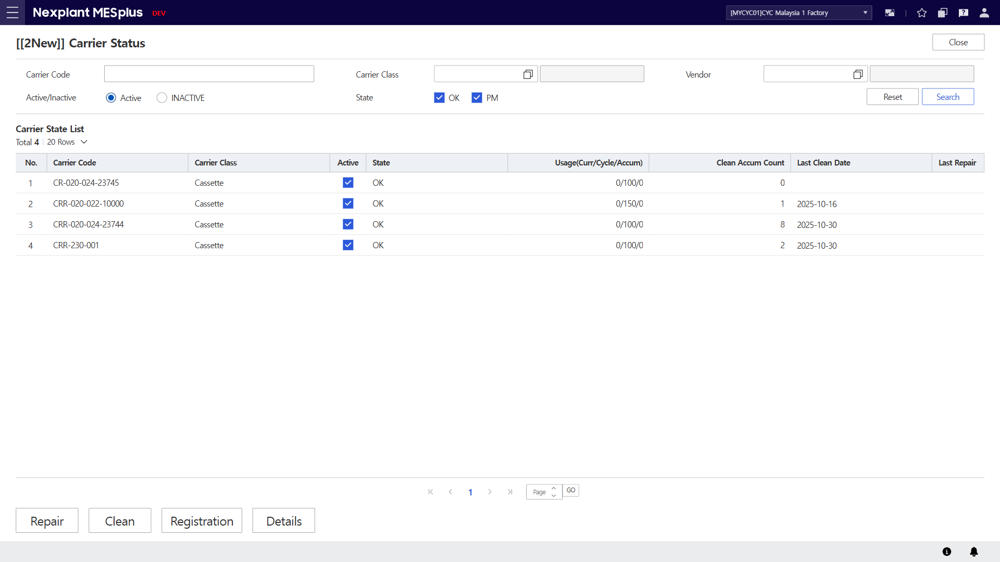 Nexplant MESplus DEV
[MYCYC01]CYC Malaysia 1 Factory
[[2New]] Carrier Status
Close
Carrier Code
Carrier Class
Vendor
Active/Inactive
Active
INACTIVE
State
OK
PM
Reset
Search
Carrier State List
Total 4 20 Rows
No. Carrier Code Carrier Class Active State Usage(Curr/Cycle/Accum) Clean Accum Count Last Clean Date Last Repair
1 CR-020-024-23745 Cassette OK 0/100/0 0
2 CRR-020-022-10000 Cassette OK 0/150/0 1 2025-10-16
3 CRR-020-024-23744 Cassette OK 0/100/0 8 2025-10-30
4 CRR-230-001 Cassette OK 0/100/0 2 2025-10-30
1
Page
GO
Repair
Clean
Registration
Details